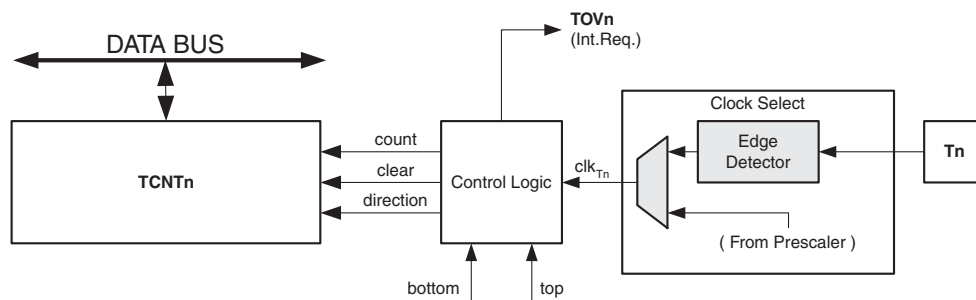 DATA BUS
TOVn
(Int.Req.)
Clock Select
count
Edge
Detector
Tn
TCNTn
clear
Control Logic
clkTn
direction
( From Prescaler )
bottom
top